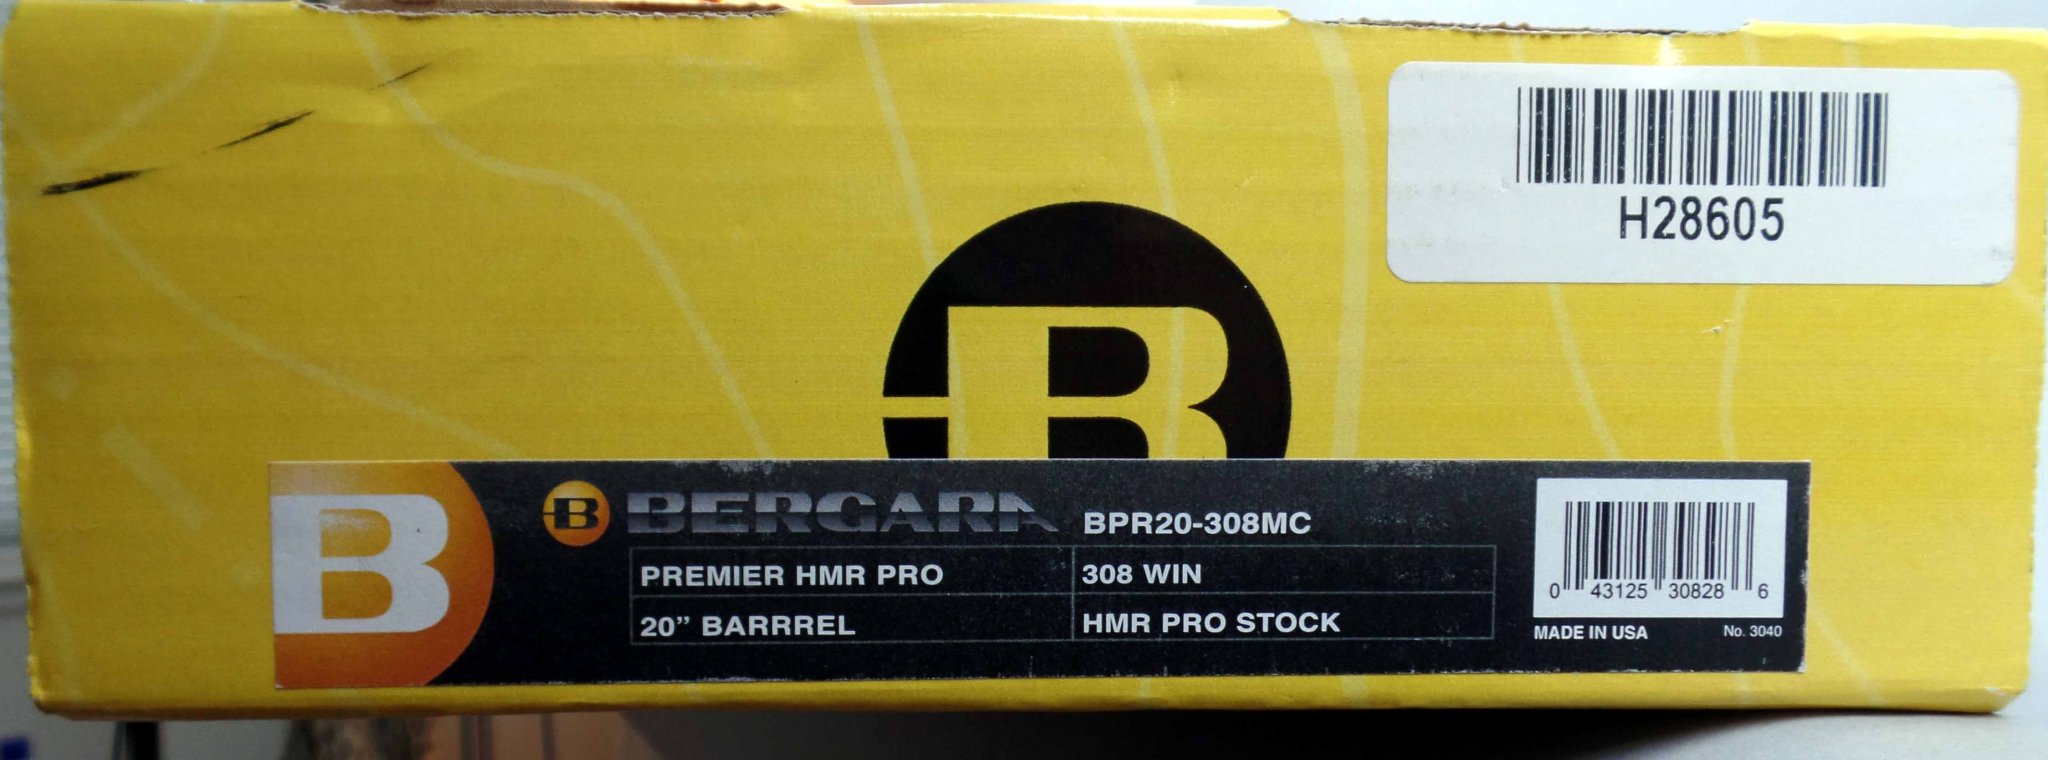 H28605
B
B BERGARA BPR20-308MC
PREMIER HMR PRO
308 WIN
20” BARRREL
HMR PRO STOCK
B
0 43125 30828 6
MADE IN USA
No. 3040